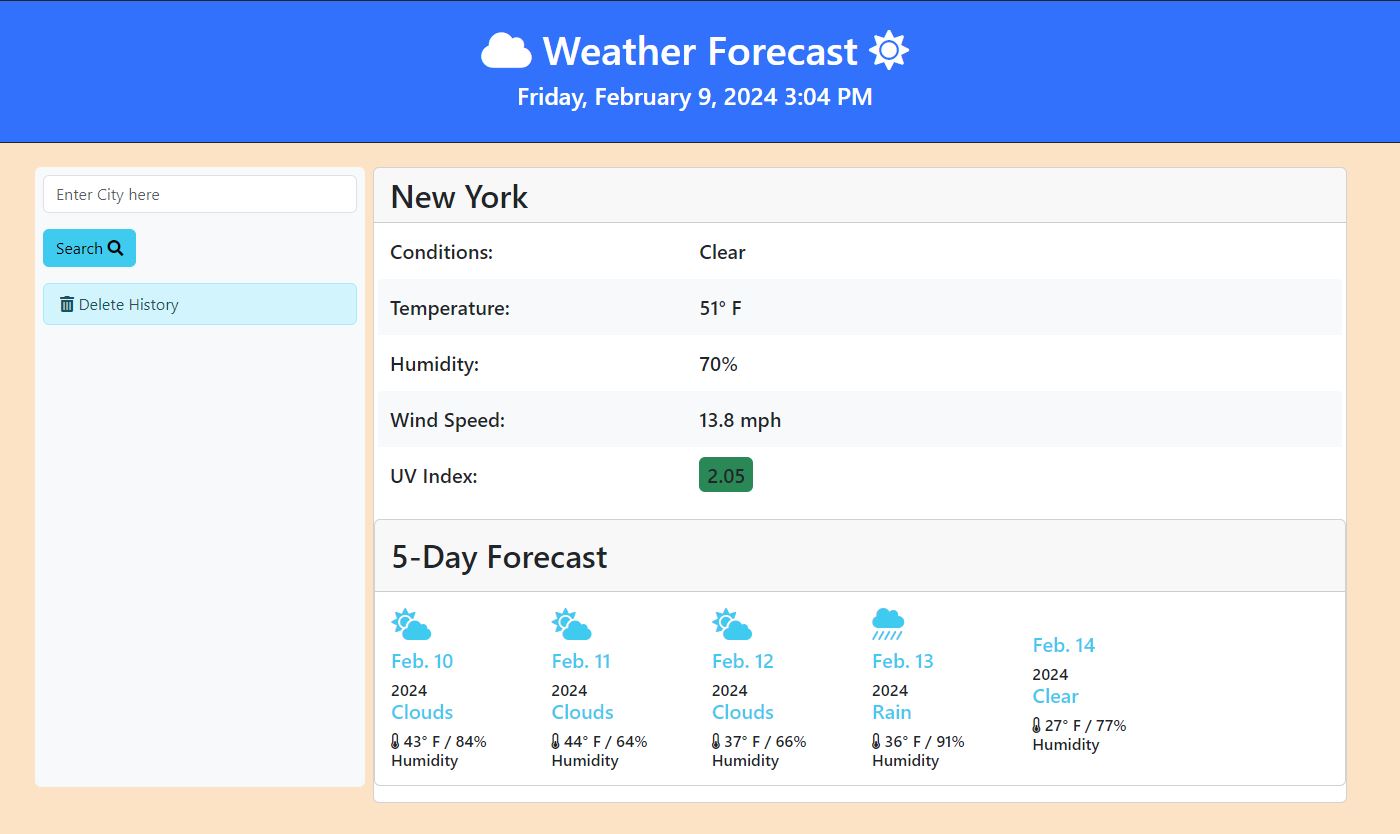 Weather Forecast
Friday, February 9, 2024 3:04 PM
Enter City here
Search
Delete History
New York
Conditions: Clear
Temperature: 51° F
Humidity: 70%
Wind Speed: 13.8 mph
UV Index: 2.05
5-Day Forecast
Feb. 10
2024
Clouds
43° F / 84%
Humidity
Feb. 11
2024
Clouds
44° F / 64%
Humidity
Feb. 12
2024
Clouds
37° F / 66%
Humidity
Feb. 13
2024
Rain
36° F / 91%
Humidity
Feb. 14
2024
Clear
27° F / 77%
Humidity